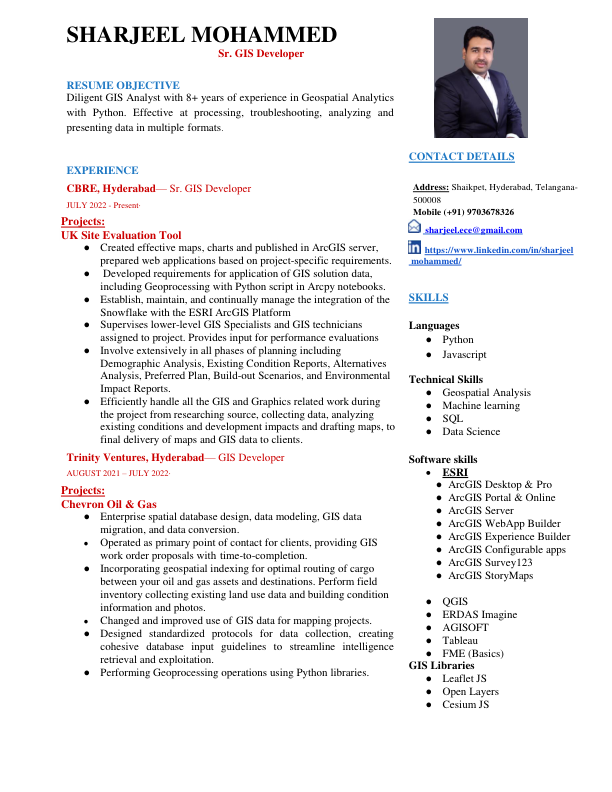 SHARJEEL MOHAMMED
Sr. GIS Developer
RESUME OBJECTIVE
Diligent GIS Analyst with 8+ years of experience in Geospatial Analytics
with Python. Effective at processing, troubleshooting, analyzing and
presenting data in multiple formats.
EXPERIENCE
CBRE, Hyderabad— Sr. GIS Developer
JULY 2022 - Present·
Projects:
UK Site Evaluation Tool
● Created effective maps, charts and published in ArcGIS server,
prepared web applications based on project-specific requirements.
● Developed requirements for application of GIS solution data,
including Geoprocessing with Python script in Arcpy notebooks.
● Establish, maintain, and continually manage the integration of the
Snowflake with the ESRI ArcGIS Platform
● Supervises lower-level GIS Specialists and GIS technicians
assigned to project. Provides input for performance evaluations
● Involve extensively in all phases of planning including
Demographic Analysis, Existing Condition Reports, Alternatives
Analysis, Preferred Plan, Build-out Scenarios, and Environmental
Impact Reports.
● Efficiently handle all the GIS and Graphics related work during
the project from researching source, collecting data, analyzing
existing conditions and development impacts and drafting maps, to
final delivery of maps and GIS data to clients.
Trinity Ventures, Hyderabad— GIS Developer
AUGUST 2021 – JULY 2022·
Projects:
Chevron Oil & Gas
● Enterprise spatial database design, data modeling, GIS data
migration, and data conversion.
● Operated as primary point of contact for clients, providing GIS
work order proposals with time-to-completion.
● Incorporating geospatial indexing for optimal routing of cargo
between your oil and gas assets and destinations. Perform field
inventory collecting existing land use data and building condition
information and photos.
● Changed and improved use of GIS data for mapping projects.
● Designed standardized protocols for data collection, creating
cohesive database input guidelines to streamline intelligence
retrieval and exploitation.
● Performing Geoprocessing operations using Python libraries.
CONTACT DETAILS
Address: Shaikpet, Hyderabad, Telangana-
500008
Mobile (+91) 9703678326
sharjeel.ece@gmail.com
https://www.linkedin.com/in/sharjeel
mohammed/
SKILLS
Languages
● Python
● Javascript
Technical Skills
● Geospatial Analysis
● Machine learning
● SQL
● Data Science
Software skills
● ESRI
● ArcGIS Desktop & Pro
● ArcGIS Portal & Online
● ArcGIS Server
● ArcGIS WebApp Builder
● ArcGIS Experience Builder
● ArcGIS Configurable apps
● ArcGIS Survey123
● ArcGIS StoryMaps
● QGIS
● ERDAS Imagine
● AGISOFT
● Tableau
● FME (Basics)
GIS Libraries
● Leaflet JS
● Open Layers
● Cesium JS